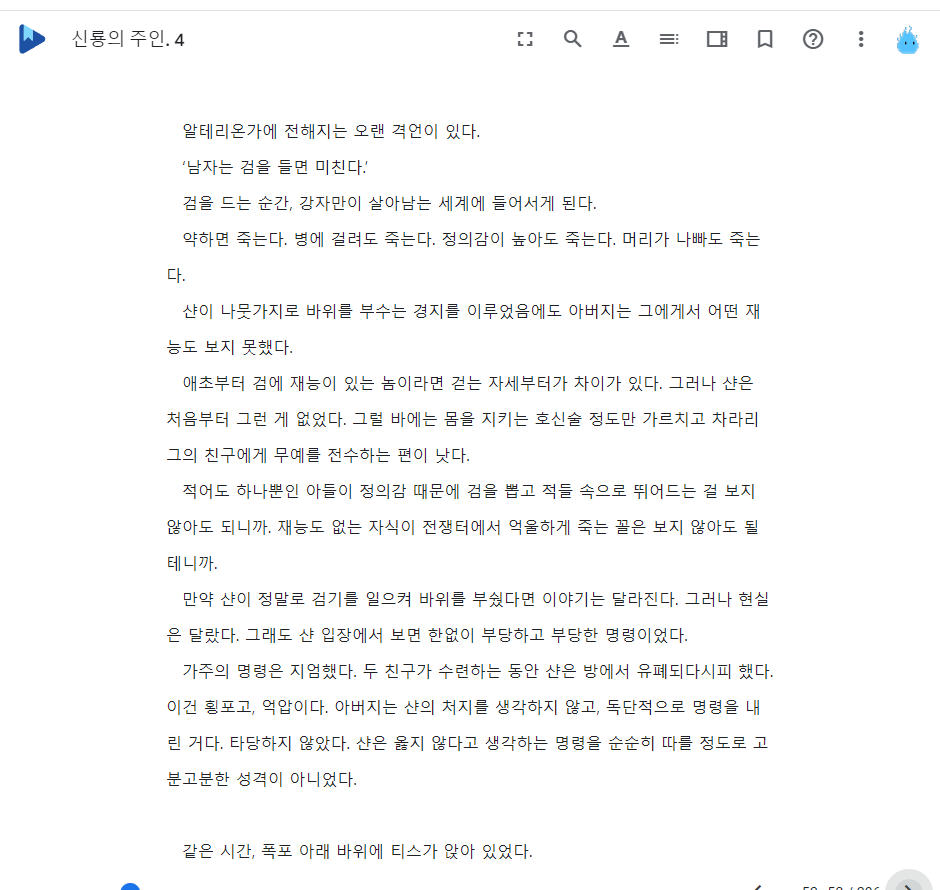 신룡의 주인. 4
알테리온가에 전해지는 오랜 격언이 있다.
‘남자는 검을 들면 미친다.’
검을 드는 순간, 강자만이 살아남는 세계에 들어서게 된다.
약하면 죽는다. 병에 걸려도 죽는다. 정의감이 높아도 죽는다. 머리가 나빠도 죽는
다.
샨이 나뭇가지로 바위를 부수는 경지를 이루었음에도 아버지는 그에게서 어떤 재
능도 보지 못했다.
애초부터 검에 재능이 있는 놈이라면 걷는 자세부터가 차이가 있다. 그러나 샨은
처음부터 그런 게 없었다. 그럴 바에는 몸을 지키는 호신술 정도만 가르치고 차라리
그의 친구에게 무예를 전수하는 편이 낫다.
적어도 하나뿐인 아들이 정의감 때문에 검을 뽑고 적들 속으로 뛰어드는 걸 보지
않아도 되니까. 재능도 없는 자식이 전쟁터에서 억울하게 죽는 꼴은 보지 않아도 될
테니까.
만약 샨이 정말로 검기를 일으켜 바위를 부쉈다면 이야기는 달라진다. 그러나 현실
은 달랐다. 그래도 샨 입장에서 보면 한없이 부당하고 부당한 명령이었다.
가주의 명령은 지엄했다. 두 친구가 수련하는 동안 샨은 방에서 유폐되다시피 했다.
이건 횡포고, 억압이다. 아버지는 샨의 처지를 생각하지 않고, 독단적으로 명령을 내
린 거다. 타당하지 않았다. 샨은 옳지 않다고 생각하는 명령을 순순히 따를 정도로 고
분고분한 성격이 아니었다.
같은 시간, 폭포 아래 바위에 티스가 앉아 있었다.